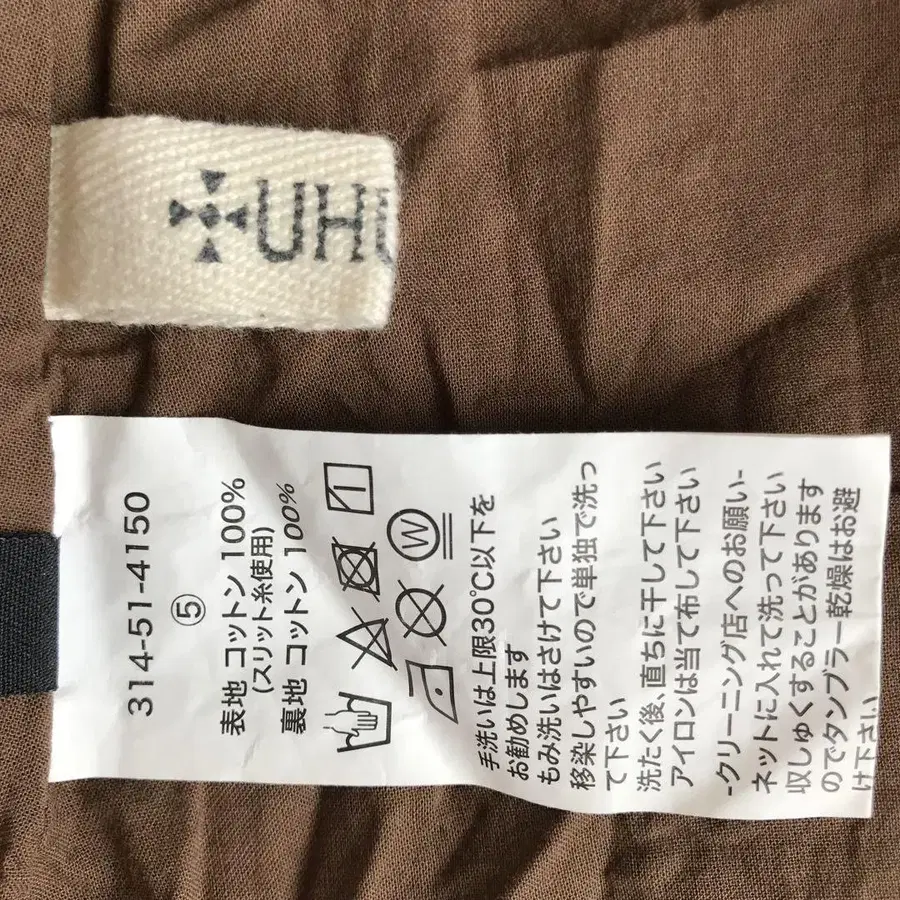 UHU
314-51-4150
⑤
表地 コットン 100%
(スリット糸使用)
裏地 コットン 100%
W
手洗いは上限30℃以下を
お勧めします
もみ洗いはさけて下さい
移染しやすいので単独で洗っ
て下さい
洗たく後、直ちに干して下さい
アイロンは当て布して下さい
-クリーニング店へのお願い-
ネットに入れて洗って下さい
収しゅくすることがあります
のでタンブラー乾燥はお避
け下さい